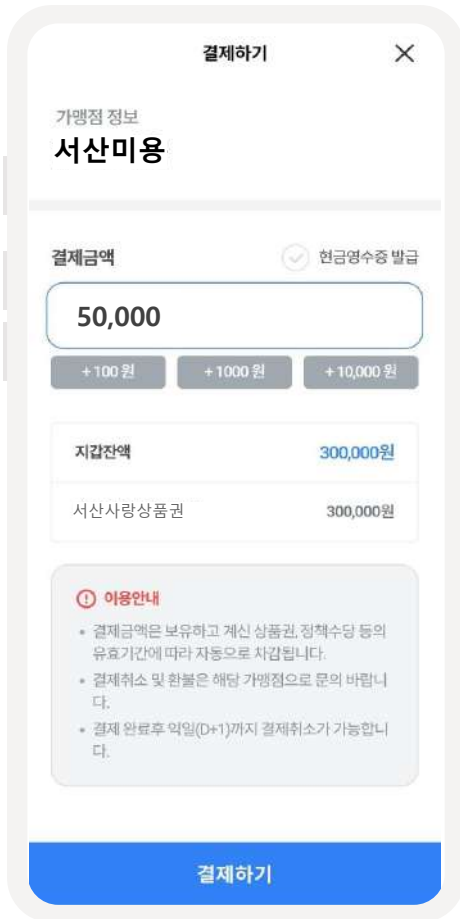 결제하기
가맹점 정보
서산미용
결제금액 현금영수증 발급
50,000
+100 원 +1000 원 +10,000 원
지갑잔액 300,000원
서산사랑상품권 300,000원
이용안내
• 결제금액은 보유하고 계신 상품권, 정책수당 등의
유효기간에 따라 자동으로 차감됩니다.
• 결제취소 및 환불은 해당 가맹점으로 문의 바랍니
다.
• 결제 완료후 익일(D+1)까지 결제취소가 가능합니
다.
결제하기